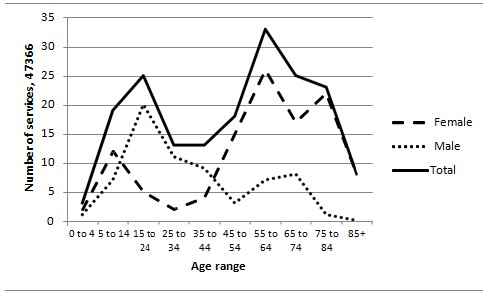 35
30
25
20
15
10
5
0
Number of services, 47366
0 to 4 5 to 14 15 to 25 to 35 to 45 to 55 to 65 to 75 to 85+
24 34 44 54 64 74 84
Age range
Female
Male
Total